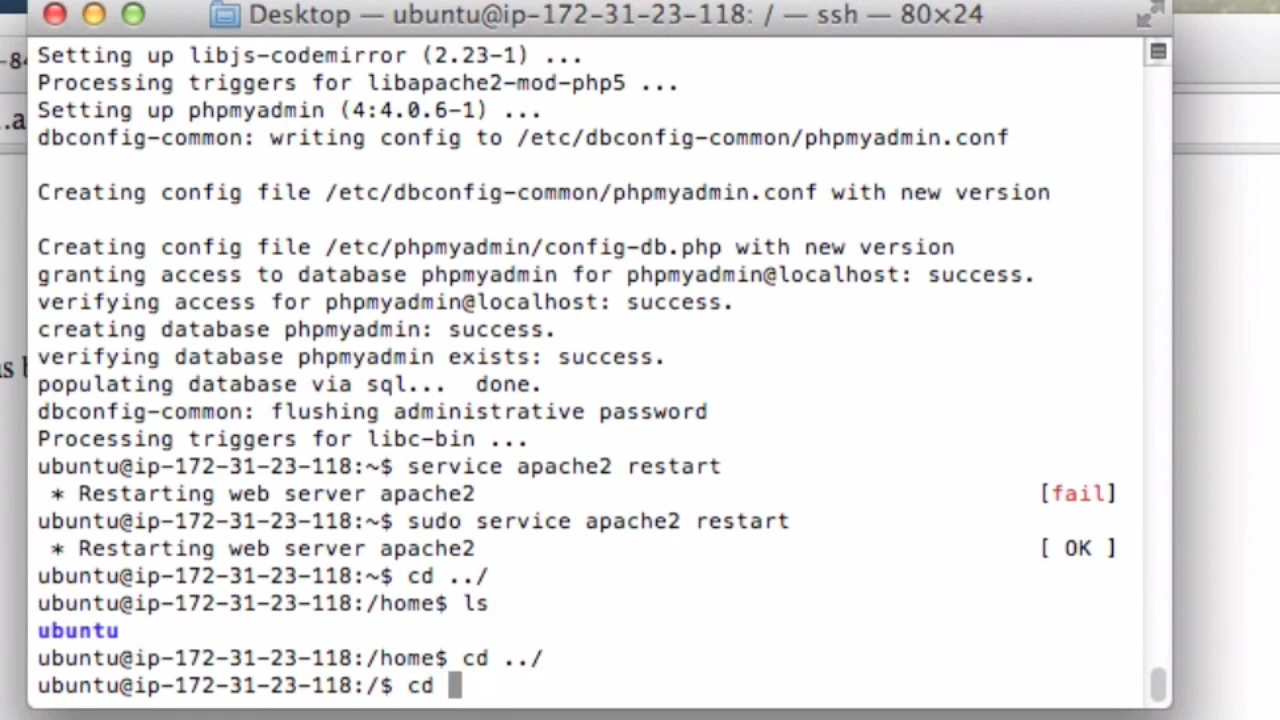 Desktop — ubuntu@ip-172-31-23-118: / — ssh — 80×24
Setting up libjs-codemirror (2.23-1) ...
Processing triggers for libapache2-mod-php5 ...
Setting up phpmyadmin (4:4.0.6-1) ...
dbconfig-common: writing config to /etc/dbconfig-common/phpmyadmin.conf
Creating config file /etc/dbconfig-common/phpmyadmin.conf with new version
Creating config file /etc/phpmyadmin/config-db.php with new version
granting access to database phpmyadmin for phpmyadmin@localhost: success.
verifying access for phpmyadmin@localhost: success.
creating database phpmyadmin: success.
verifying database phpmyadmin exists: success.
populating database via sql...  done.
dbconfig-common: flushing administrative password
Processing triggers for libc-bin ...
ubuntu@ip-172-31-23-118:~$ service apache2 restart
 * Restarting web server apache2 [fail]
ubuntu@ip-172-31-23-118:~$ sudo service apache2 restart
 * Restarting web server apache2 [ OK ]
ubuntu@ip-172-31-23-118:~$ cd ../
ubuntu@ip-172-31-23-118:/home$ ls
ubuntu
ubuntu@ip-172-31-23-118:/home$ cd ../
ubuntu@ip-172-31-23-118:/$ cd